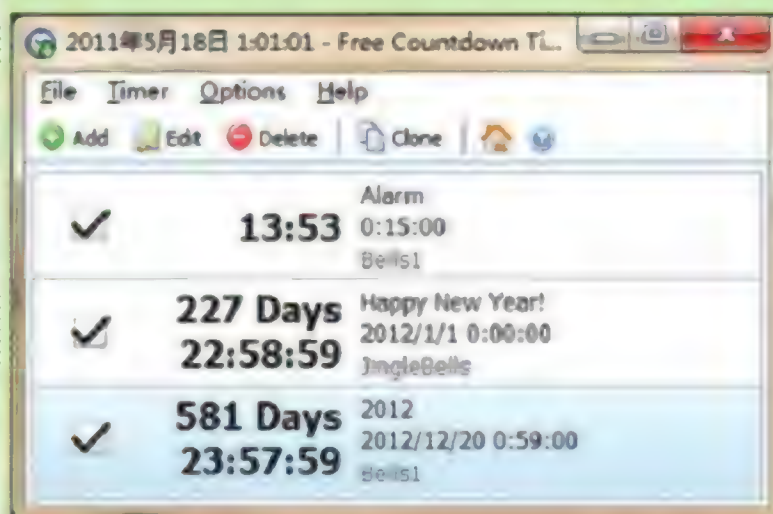 2011年5月18日 1:01:01 - Free Countdown Ti...
File Timer Options Help
Add Edit Delete Clone
13:53
Alarm
0:15:00
Bells1
227 Days
22:58:59
Happy New Year!
2012/1/1 0:00:00
JingleBells
581 Days
23:57:59
2012
2012/12/20 0:59:00
Bells1